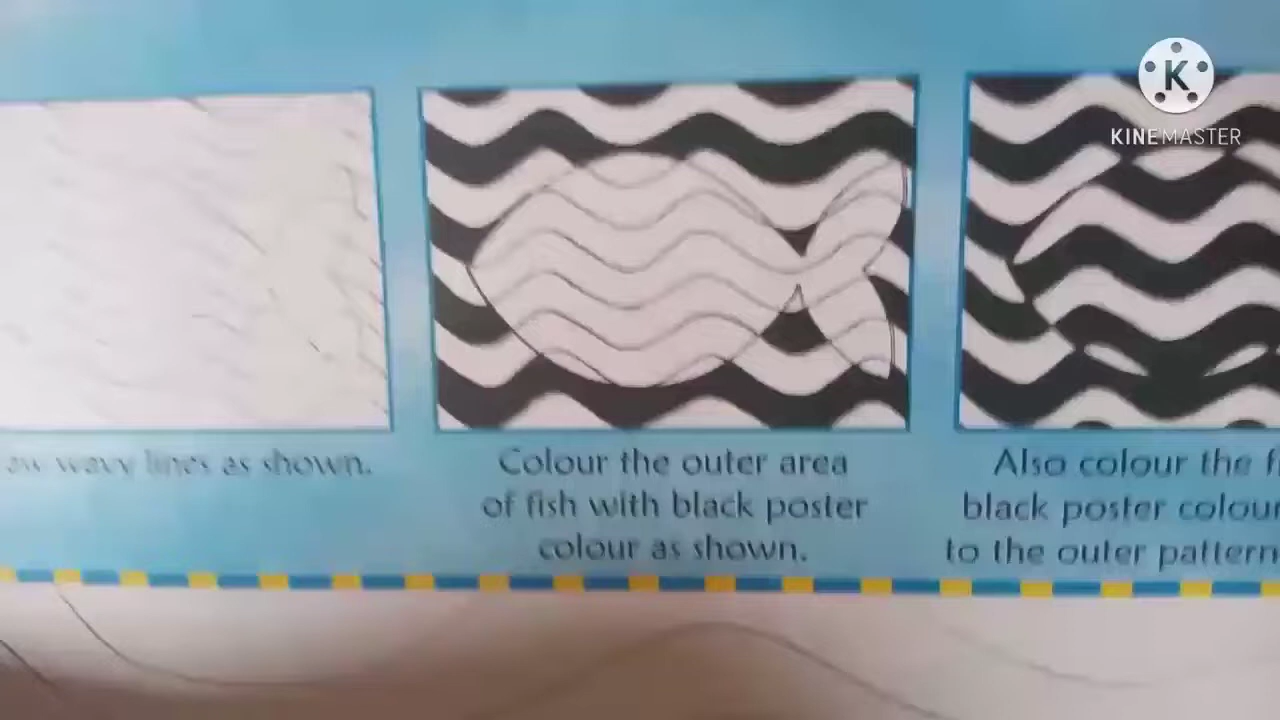 K
KINEMASTER
wavy lines as shown.
Colour the outer area
of fish with black poster
colour as shown.
Also colour the
black poster colour
to the outer pattern